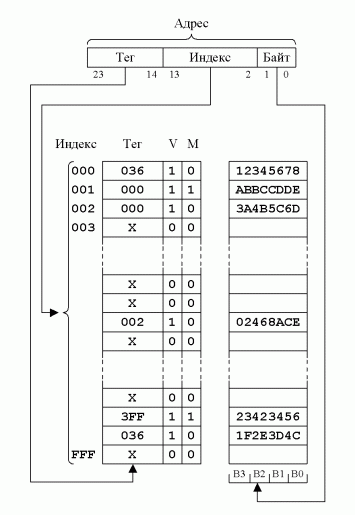 Адрес
Тег Индекс Байт
23 14 13 2 1 0
Индекс Тег V M
000 036 1 0 12345678
001 000 1 1 ABBCCDDE
002 000 1 0 3A4B5C6D
003 X 0 0
X 0 0
X 0 0
002 1 0 02468ACE
X 0 0
X 0 0
3FF 1 1 23423456
036 1 0 1F2E3D4C
FFF X 0 0
B3 B2 B1 B0